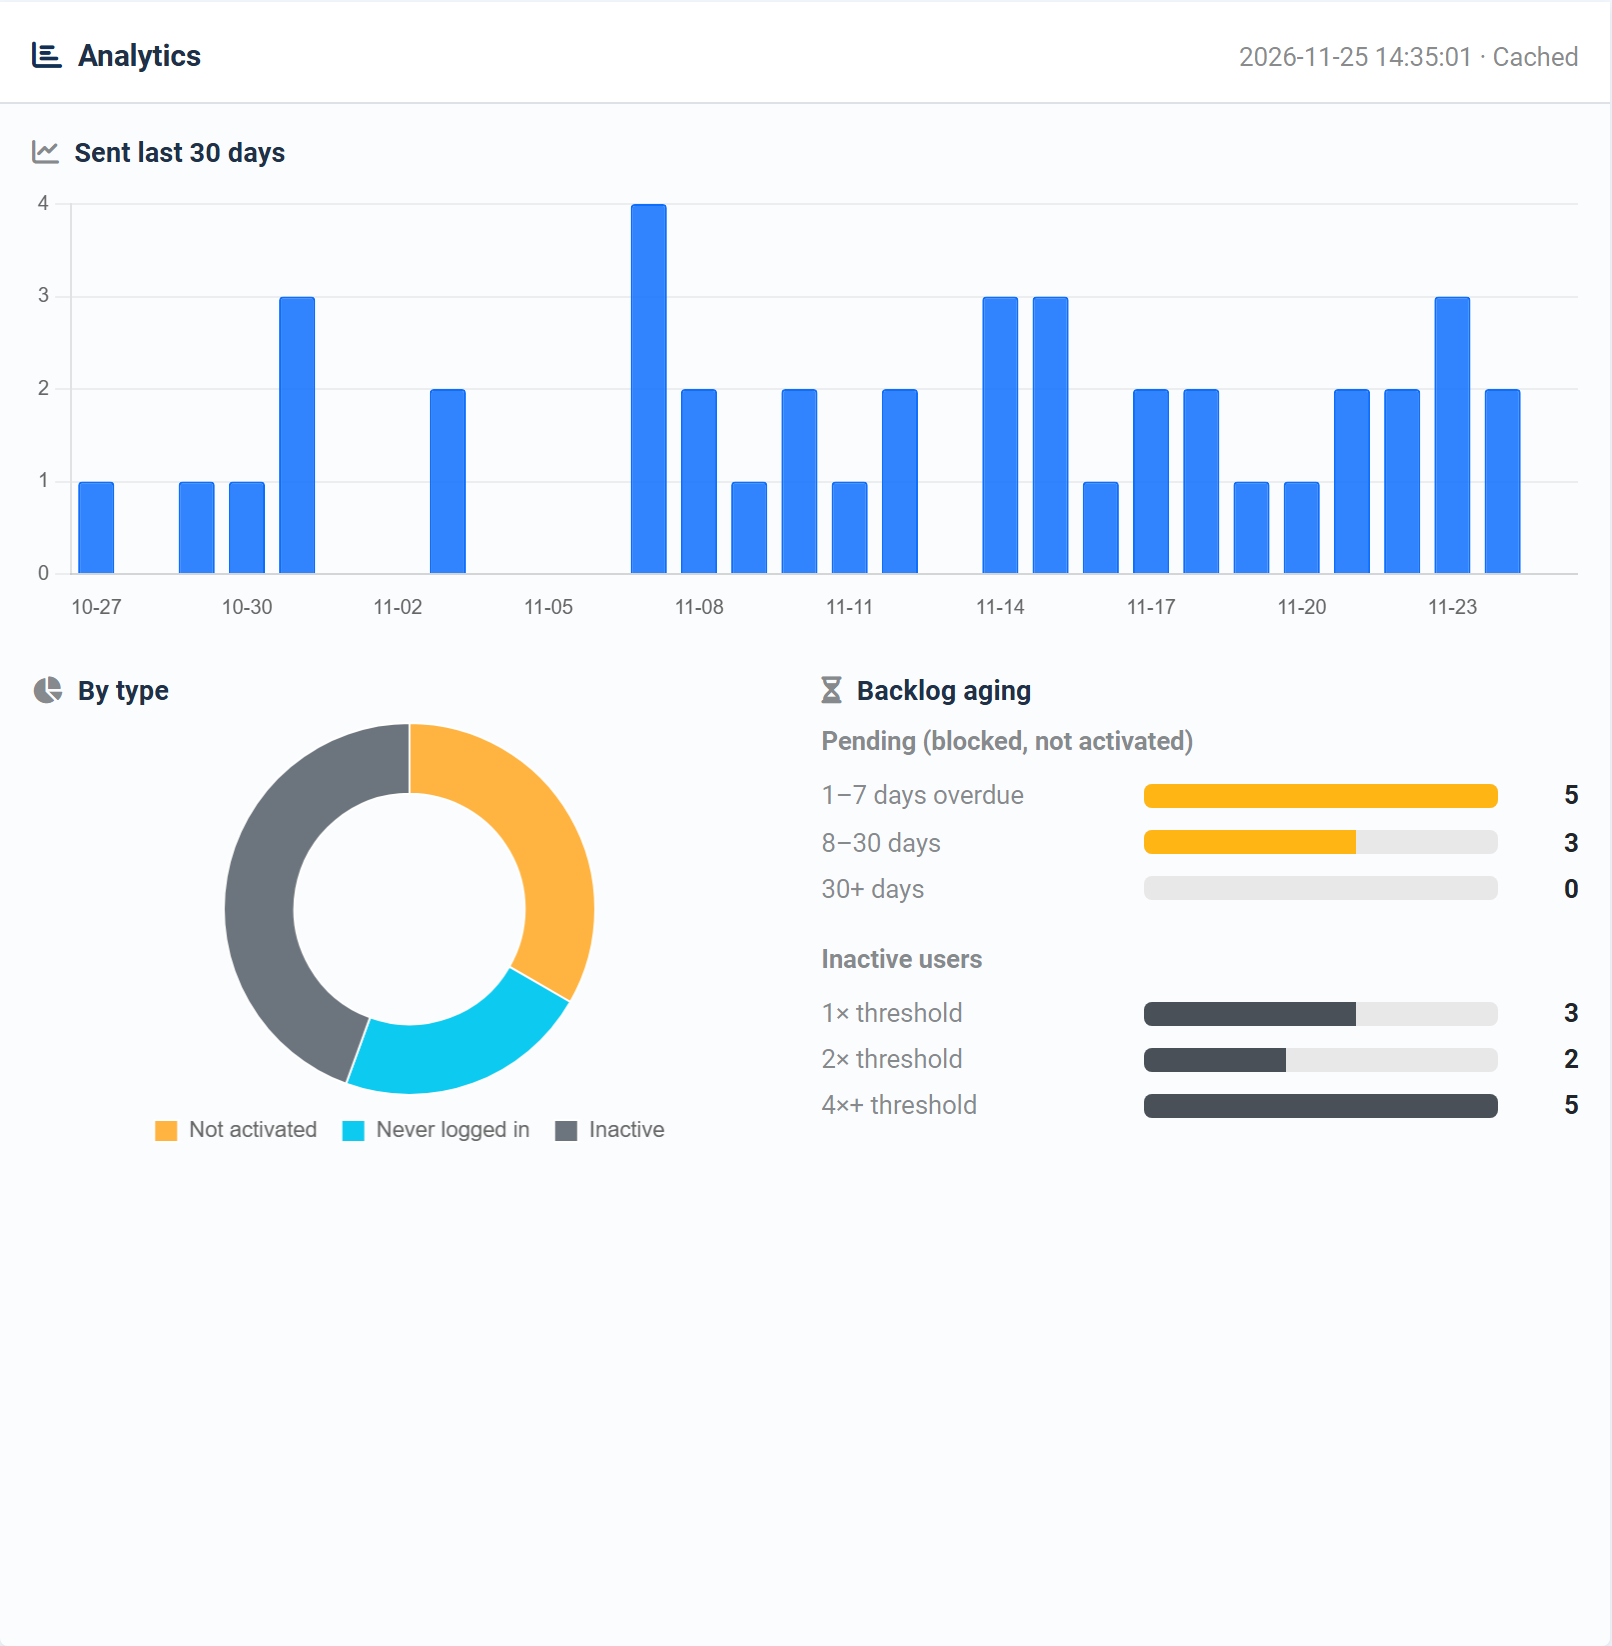 Analytics
2026-11-25 14:35:01 · Cached
Sent last 30 days
4
3
2
1
0
10-27 10-30 11-02 11-05 11-08 11-11 11-14 11-17 11-20 11-23
By type
Not activated Never logged in Inactive
Backlog aging
Pending (blocked, not activated)
1–7 days overdue 5
8–30 days 3
30+ days 0
Inactive users
1× threshold 3
2× threshold 2
4×+ threshold 5